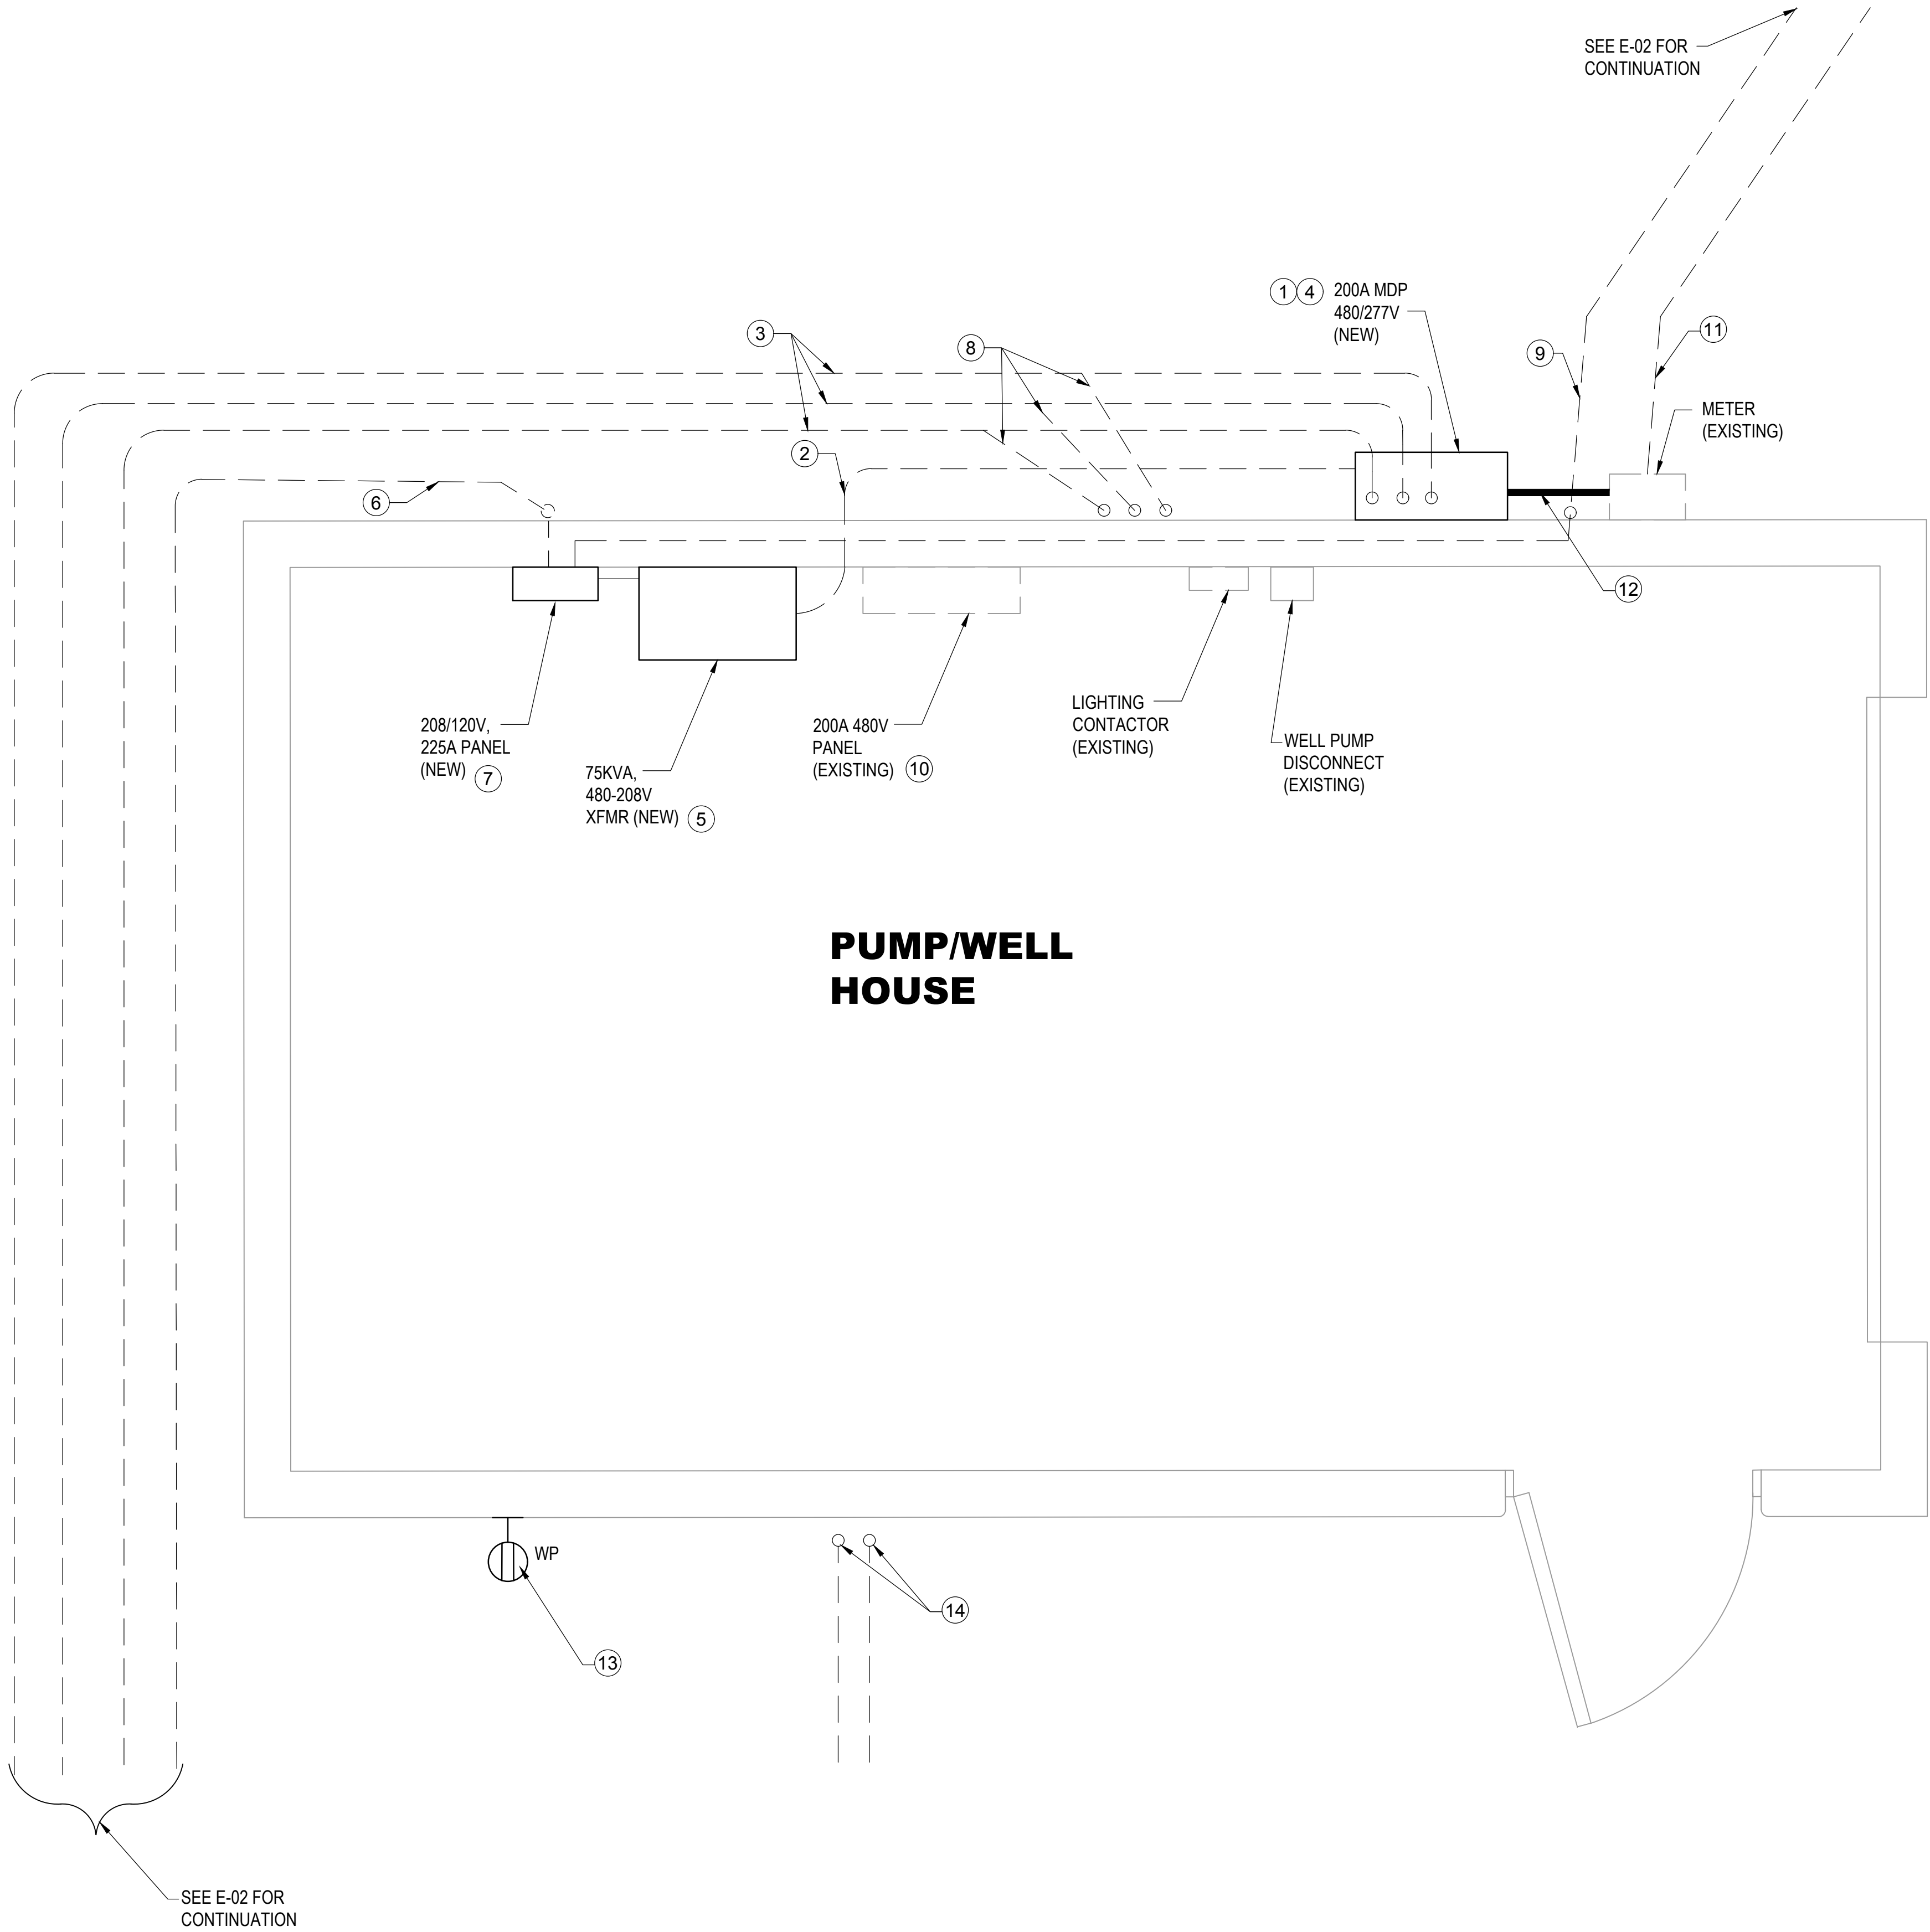 SEE E-02 FOR
CONTINUATION
1 4 200A MDP
480/277V
(NEW)
3
8
9
11
METER
(EXISTING)
2
6
12
208/120V,
225A PANEL
(NEW) 7
75KVA,
480-208V
XFMR (NEW) 5
200A 480V
PANEL
(EXISTING) 10
LIGHTING
CONTACTOR
(EXISTING)
WELL PUMP
DISCONNECT
(EXISTING)
PUMP/WELL
HOUSE
WP
14
13
SEE E-02 FOR
CONTINUATION